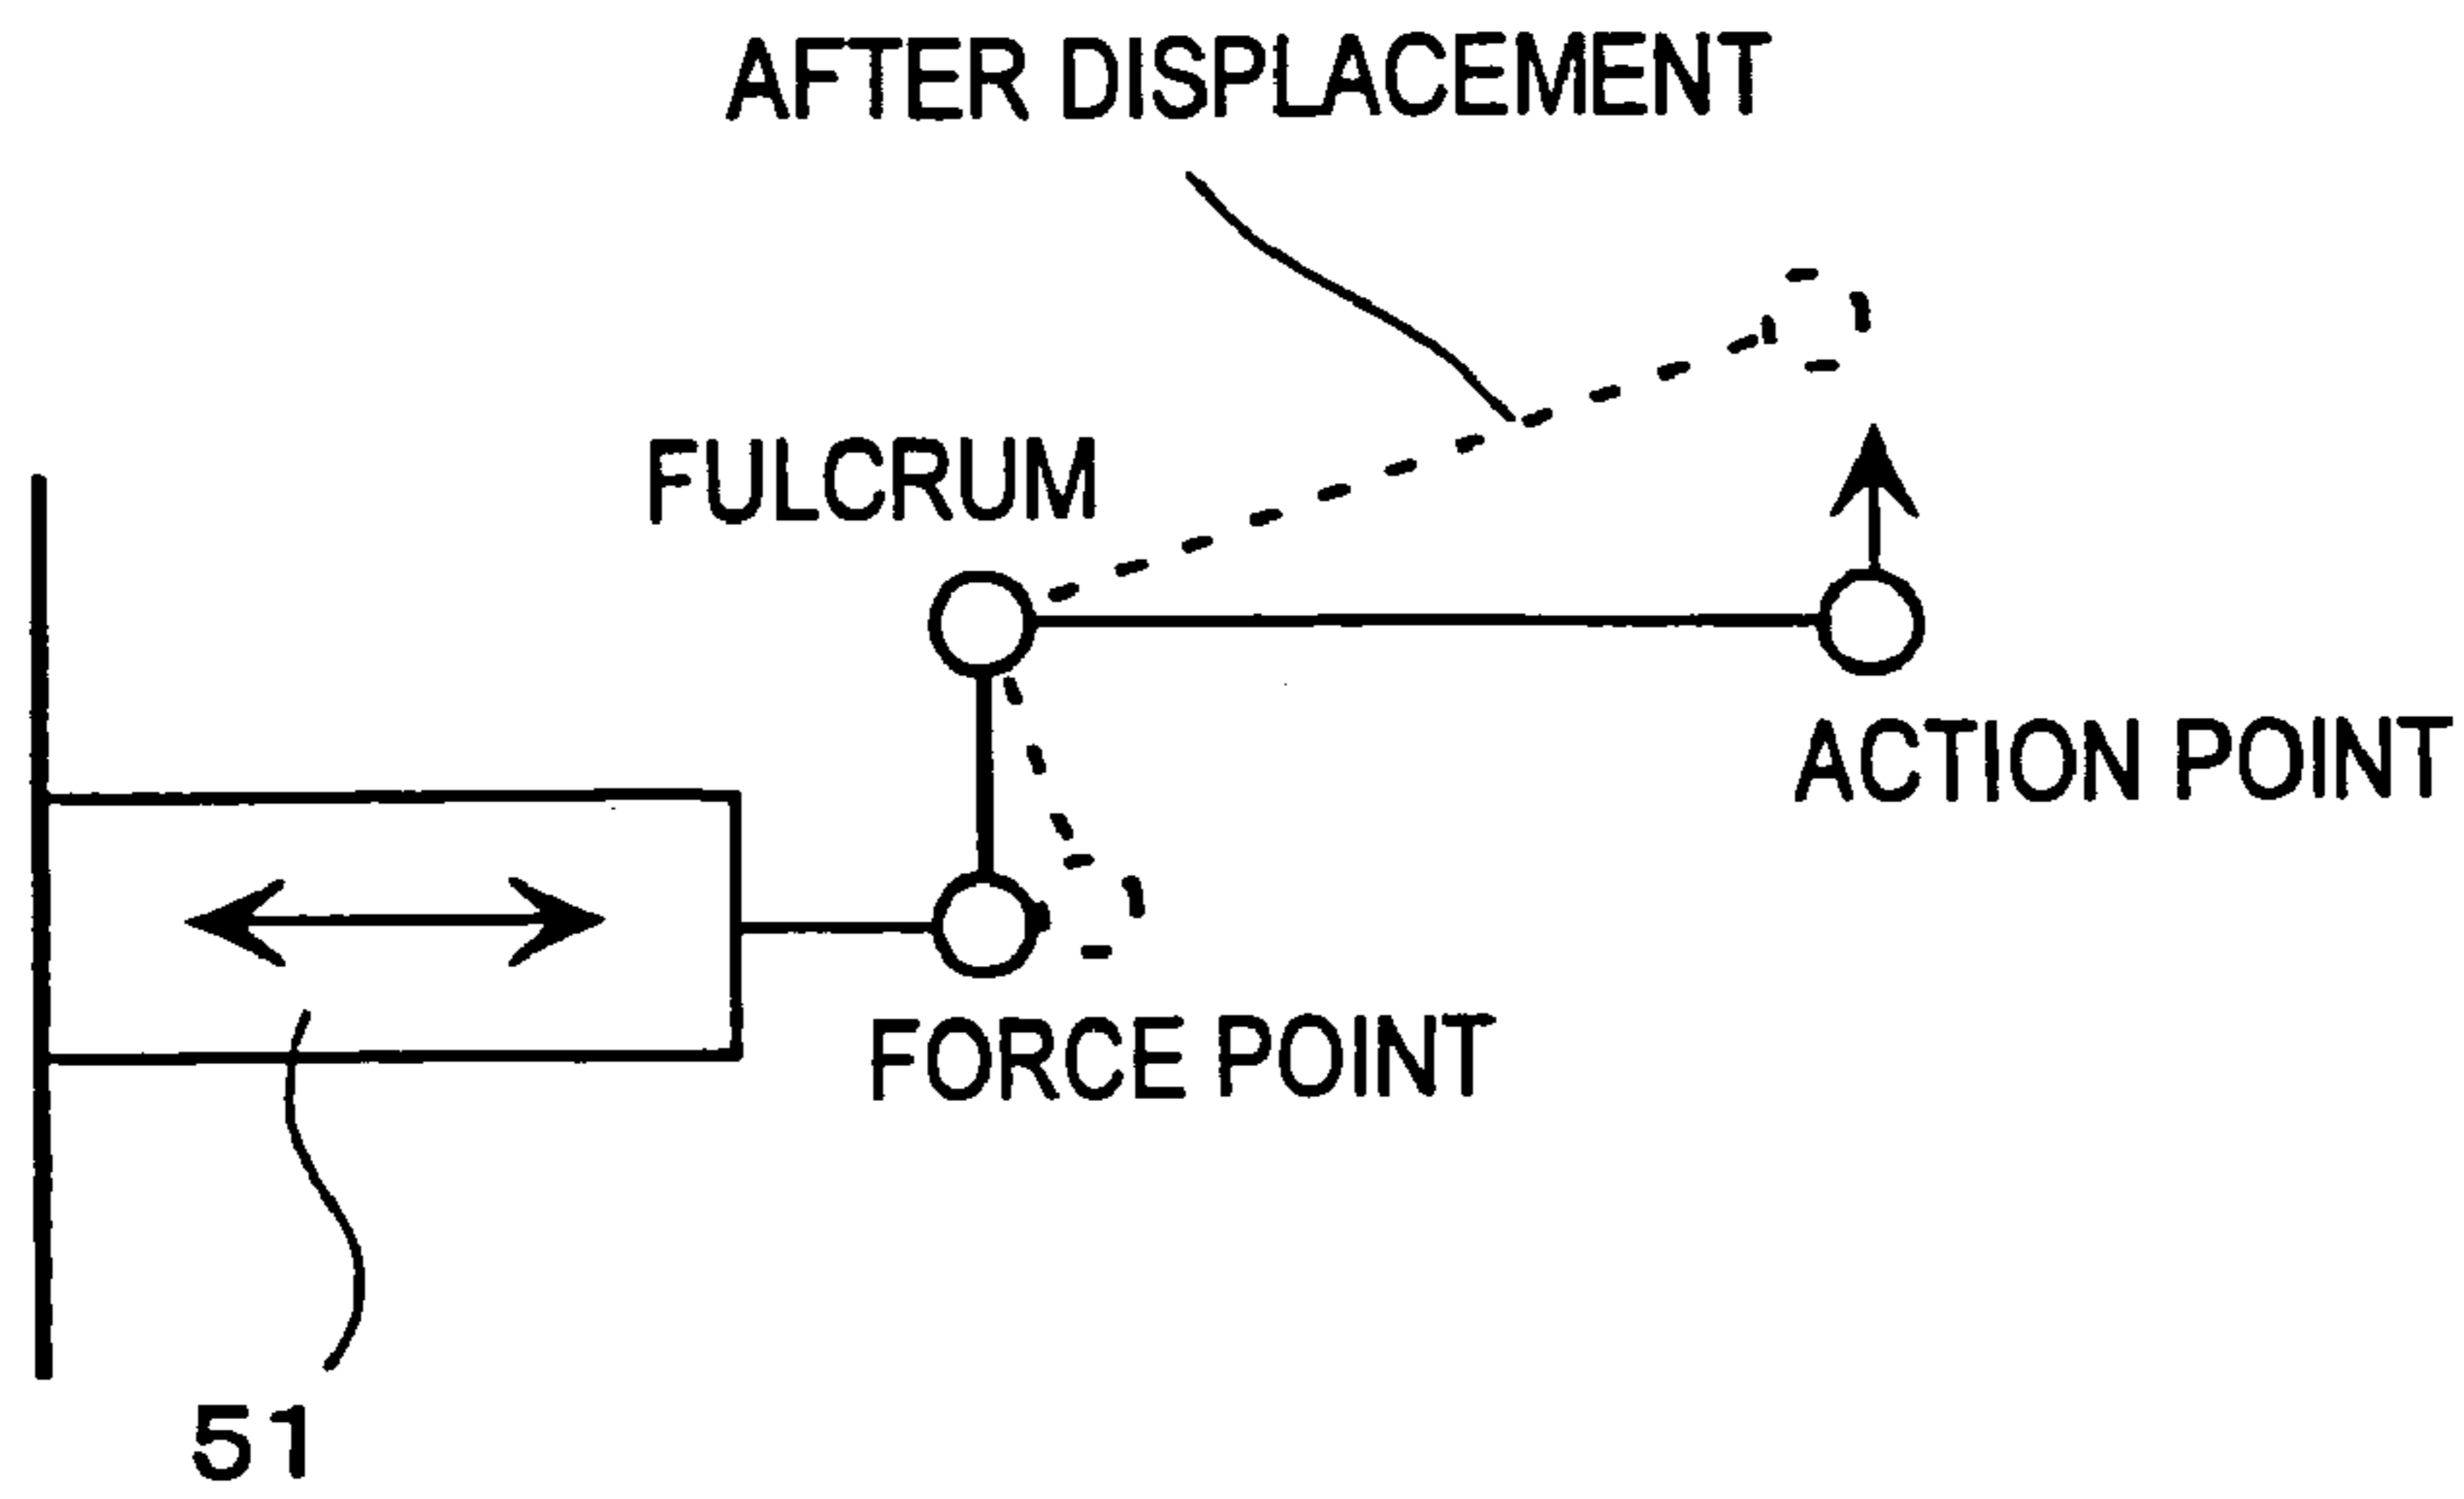 AFTER DISPLACEMENT
FULCRUM
ACTION POINT
FORCE POINT
51